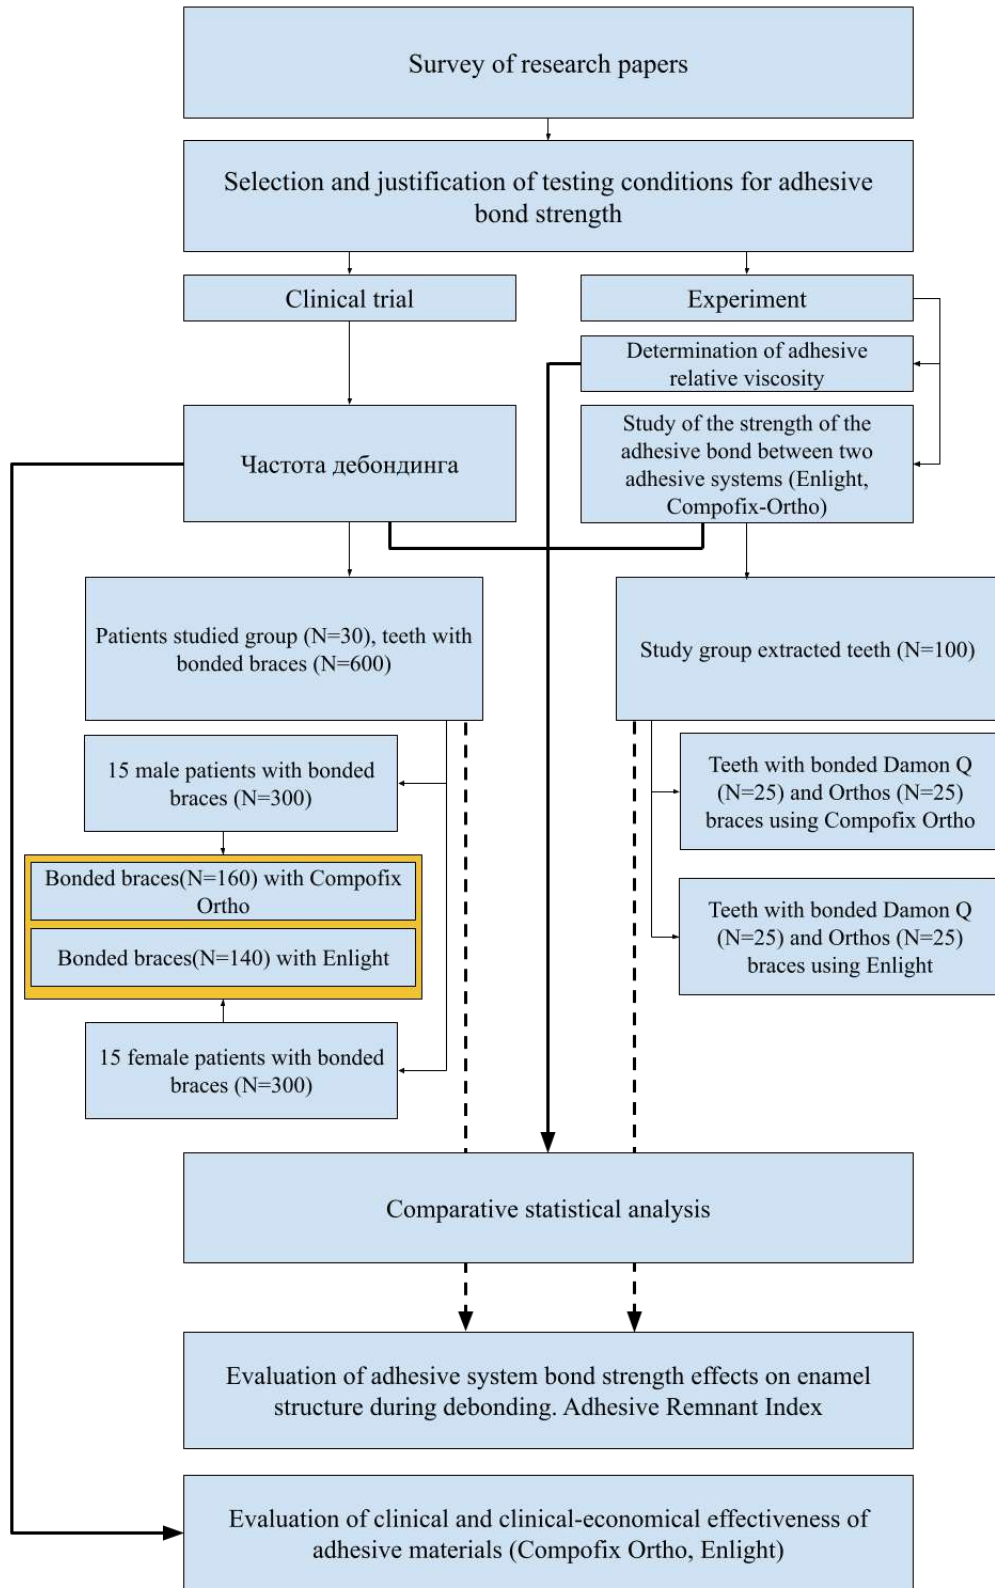 Survey of research papers
Selection and justification of testing conditions for adhesive
bond strength
Clinical trial
Experiment
Determination of adhesive
relative viscosity
Частота дебондинга
Study of the strength of the
adhesive bond between two
adhesive systems (Enlight,
Compofix-Ortho)
Patients studied group (N=30), teeth with
bonded braces (N=600)
Study group extracted teeth (N=100)
15 male patients with bonded
braces (N=300)
Teeth with bonded Damon Q
(N=25) and Orthos (N=25)
braces using Compofix Ortho
Bonded braces(N=160) with Compofix
Ortho
Bonded braces(N=140) with Enlight
Teeth with bonded Damon Q
(N=25) and Orthos (N=25)
braces using Enlight
15 female patients with bonded
braces (N=300)
Comparative statistical analysis
Evaluation of adhesive system bond strength effects on enamel
structure during debonding. Adhesive Remnant Index
Evaluation of clinical and clinical-economical effectiveness of
adhesive materials (Compofix Ortho, Enlight)